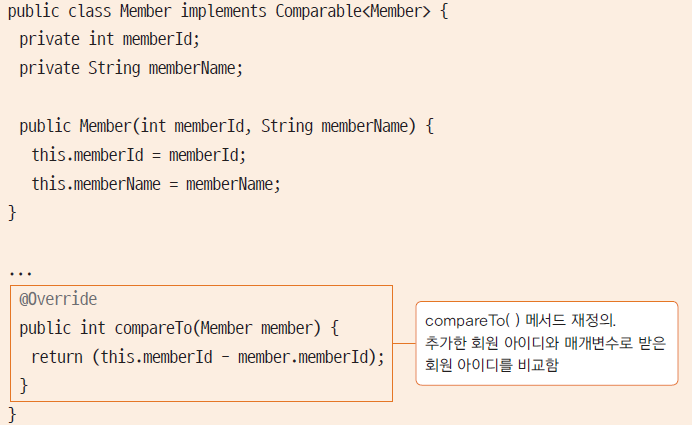 public class Member implements Comparable<Member> {
private int memberId;
private String memberName;
public Member(int memberId, String memberName) {
this.memberId = memberId;
this.memberName = memberName;
}
...
@Override
public int compareTo(Member member) {
return (this.memberId - member.memberId);
}
}
compareTo( ) 메서드 재정의.
추가한 회원 아이디와 매개변수로 받은
회원 아이디를 비교함